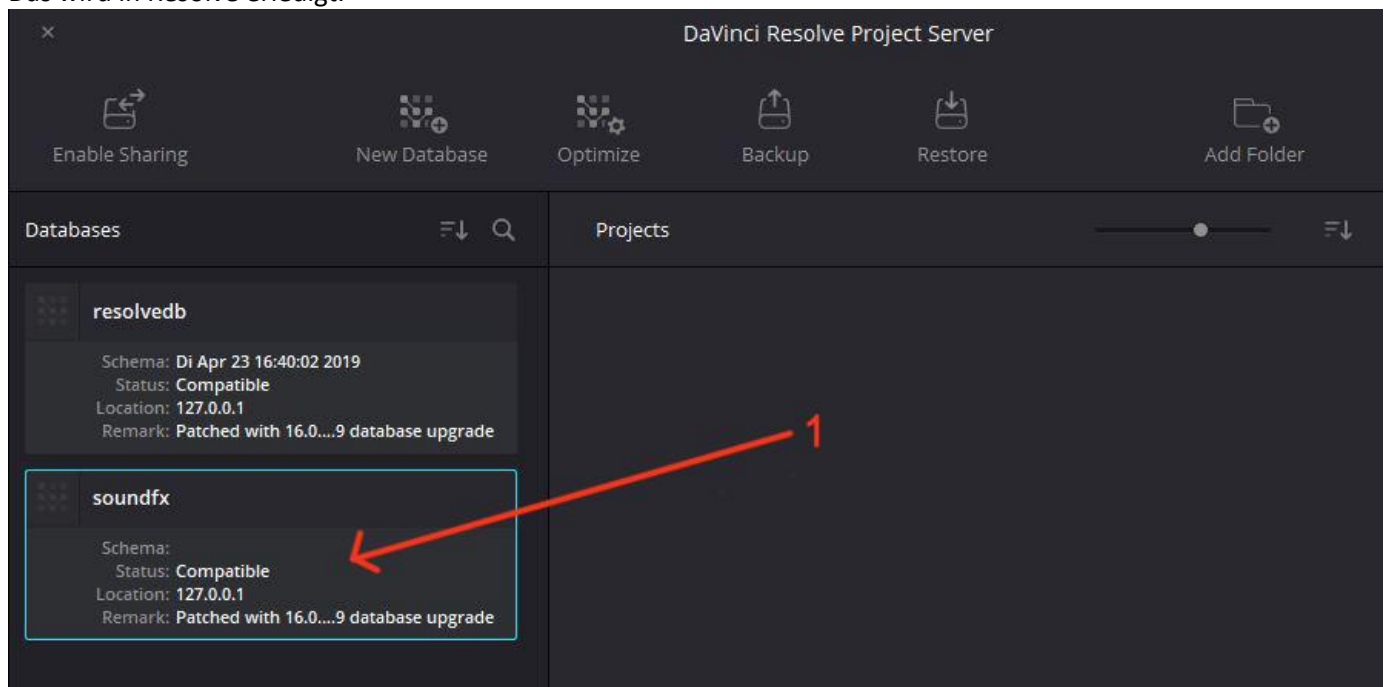 Das wird in Resolve erledigt.
DaVinci Resolve Project Server
Enable Sharing
New Database
Optimize
Backup
Restore
Add Folder
Databases
Projects
resolvedb
Schema: Di Apr 23 16:40:02 2019
Status: Compatible
Location: 127.0.0.1
Remark: Patched with 16.0....9 database upgrade
1
soundfx
Schema:
Status: Compatible
Location: 127.0.0.1
Remark: Patched with 16.0....9 database upgrade